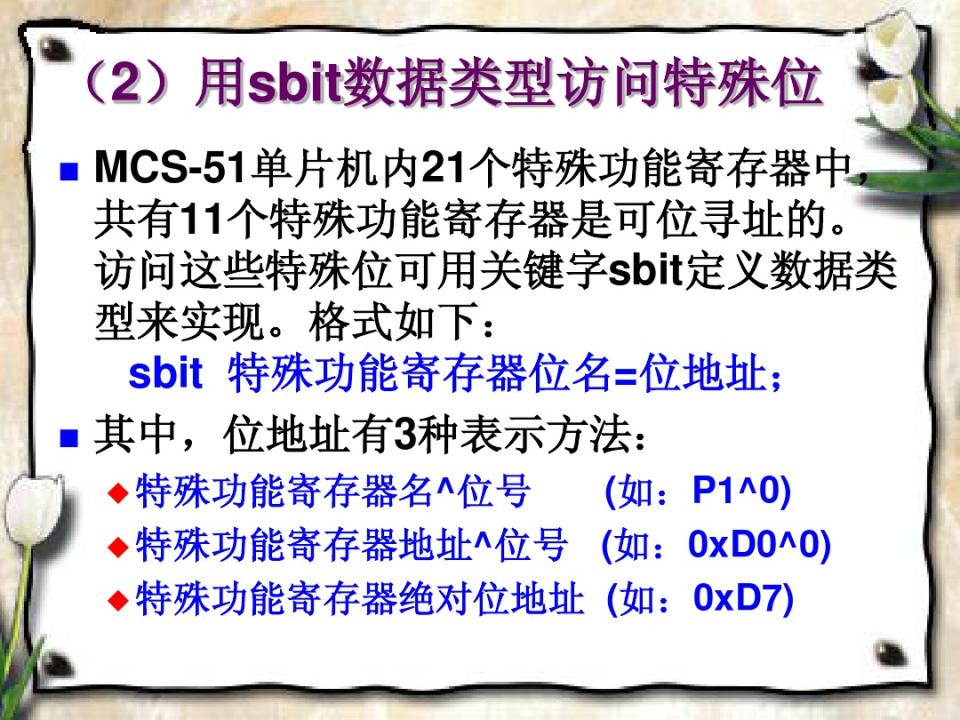 （2）用sbit数据类型访问特殊位
MCS-51单片机内21个特殊功能寄存器中，
共有11个特殊功能寄存器是可位寻址的。
访问这些特殊位可用关键字sbit定义数据类
型来实现。格式如下：
sbit 特殊功能寄存器位名=位地址；
其中，位地址有3种表示方法：
特殊功能寄存器名^位号 (如：P1^0)
特殊功能寄存器地址^位号 (如：0xD0^0)
特殊功能寄存器绝对位地址 (如：0xD7)